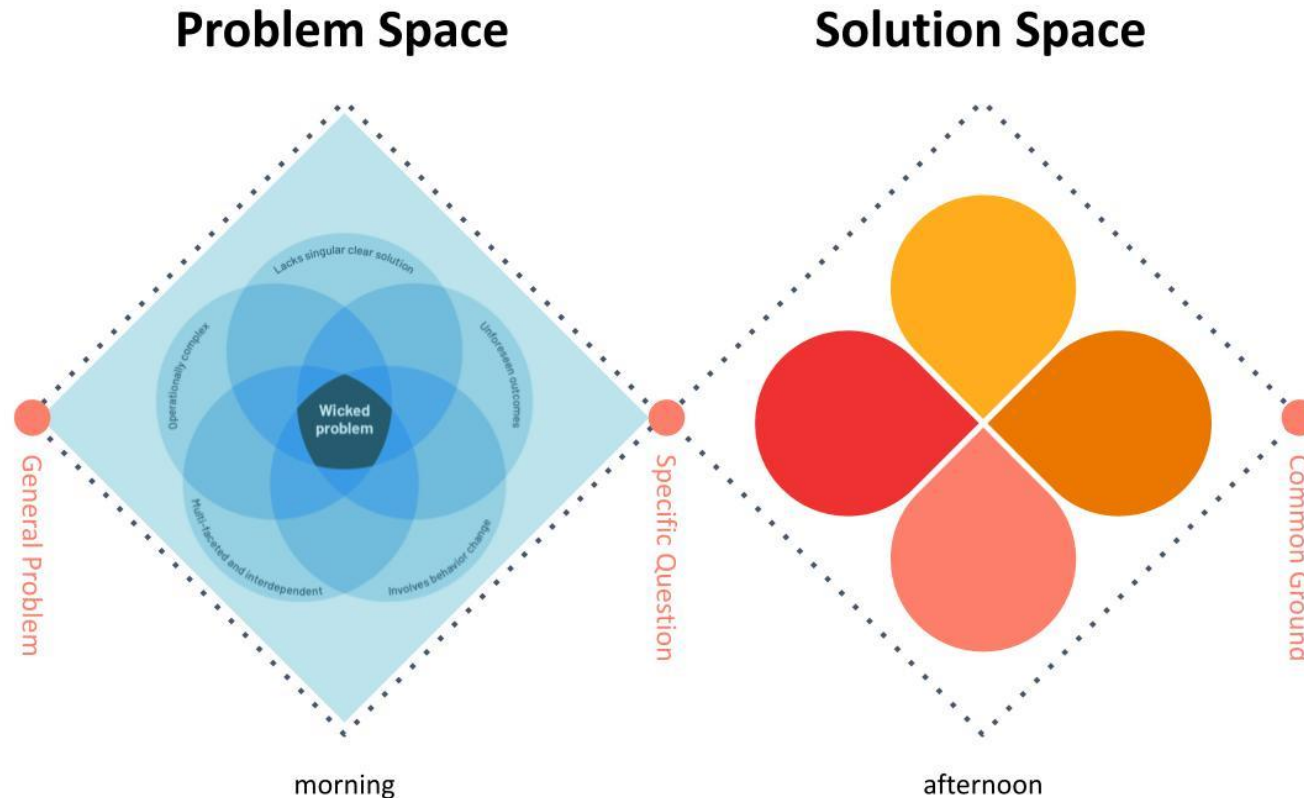 Problem Space
Solution Space
Lacks singular clear solution
Operationally complex
Unforeseen outcomes
Wicked
problem
Multi-faceted and interdependent
Involves behavior change
General Problem
Specific Question
Common Ground
morning
afternoon